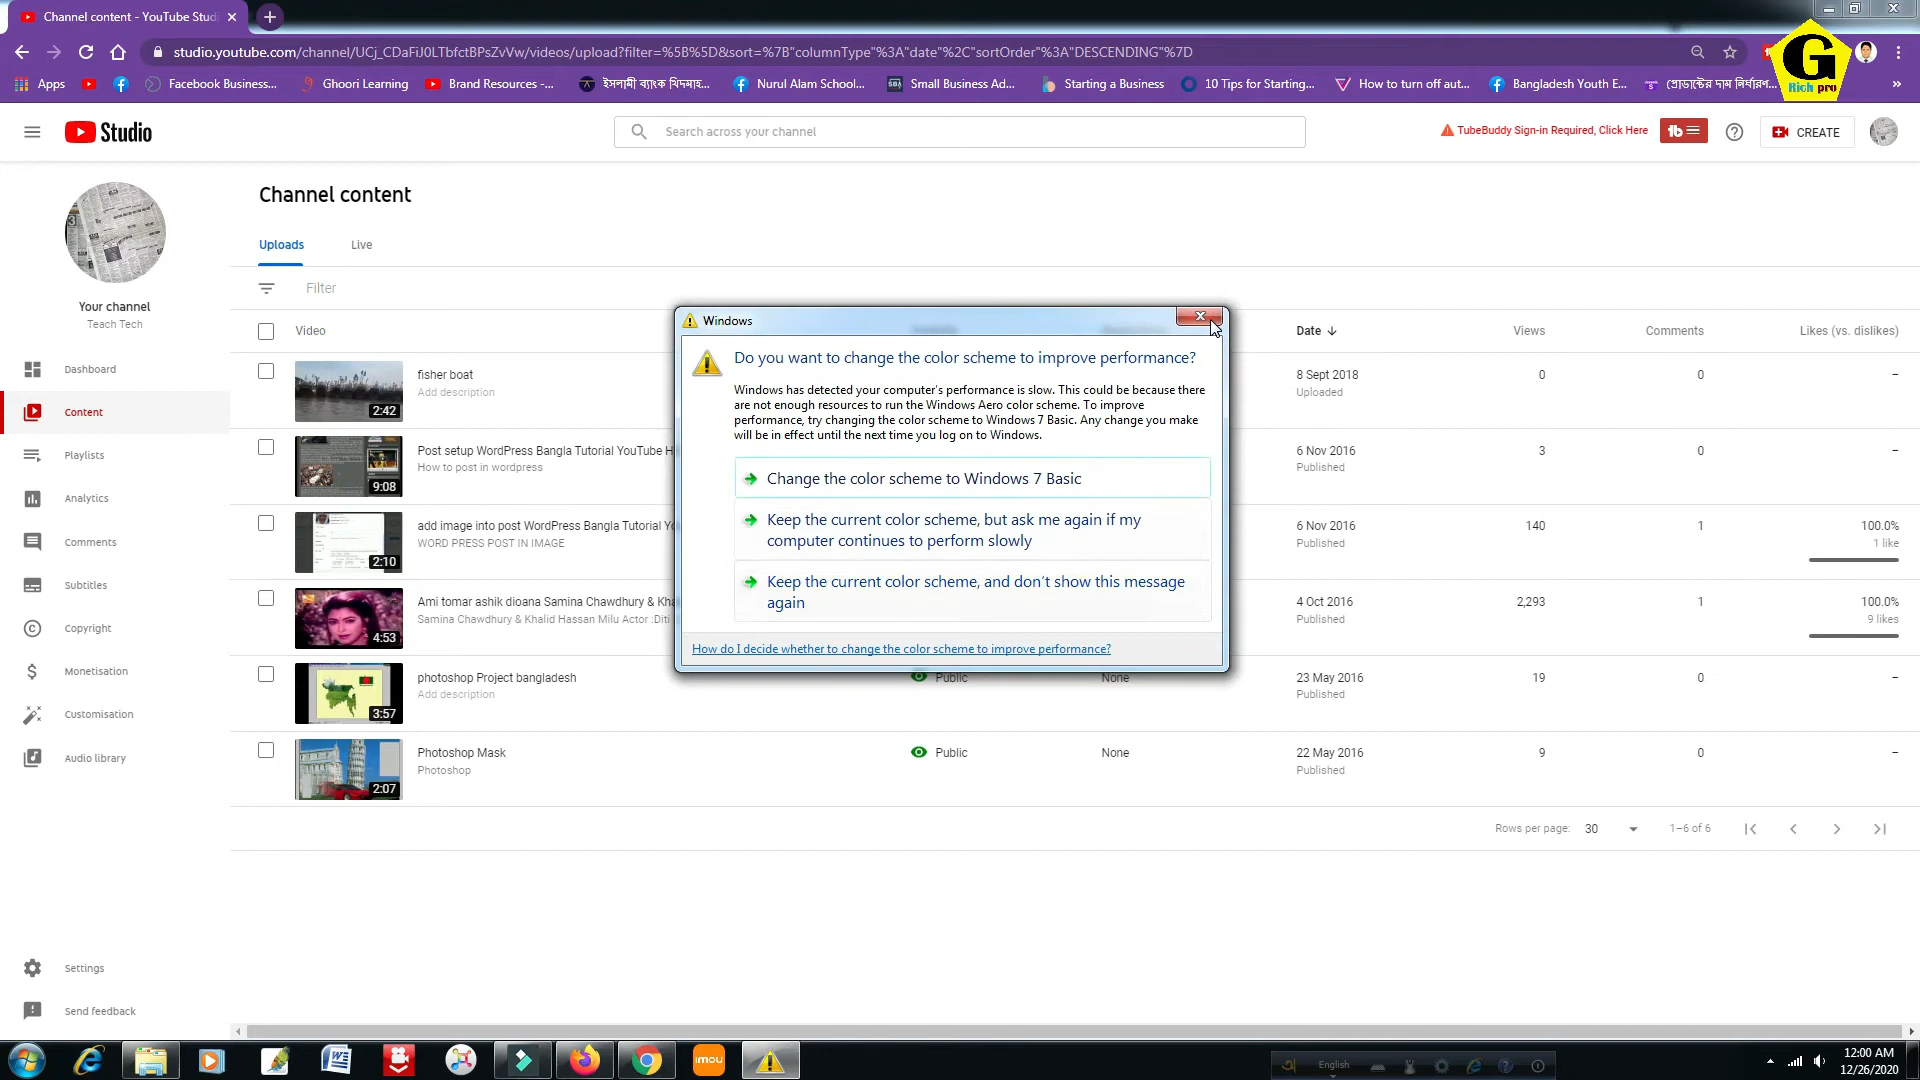 Channel content - YouTube Stud
G
Rich pro
studio.youtube.com/channel/UCj_CDaFiJ0LTbfctBPsZvVw/videos/upload?filter=%5B%5D&sort=%7B"columnType"%3A"date"%2C"sortOrder"%3A"DESCENDING"%7D
Apps
Facebook Business...
Ghoori Learning
Brand Resources -...
ইসলামী ব্যাংক খিদমাহ...
Nurul Alam School...
Small Business Ad...
Starting a Business
10 Tips for Starting...
How to turn off aut...
Bangladesh Youth E...
প্রোডাক্টের দাম নির্ধারণ...
Studio
Search across your channel
TubeBuddy Sign-in Required, Click Here
tb
CREATE
Your channel
Teach Tech
Dashboard
Content
Playlists
Analytics
Comments
Subtitles
Copyright
Monetisation
Customisation
Audio library
Settings
Send feedback
Channel content
Uploads
Live
Filter
Video
Date
Views
Comments
Likes (vs. dislikes)
2:42
fisher boat
Add description
8 Sept 2018
Uploaded
0
0
–
9:08
Post setup WordPress Bangla Tutorial YouTube H
How to post in wordpress
6 Nov 2016
Published
3
0
–
2:10
add image into post WordPress Bangla Tutorial Yo
WORD PRESS POST IN IMAGE
6 Nov 2016
Published
140
1
100.0%
1 like
4:53
Ami tomar ashik dioana Samina Chawdhury & Kha
Samina Chawdhury & Khalid Hassan Milu Actor :Diti
4 Oct 2016
Published
2,293
1
100.0%
9 likes
3:57
photoshop Project bangladesh
Add description
Public
None
23 May 2016
Published
19
0
–
2:07
Photoshop Mask
Photoshop
Public
None
22 May 2016
Published
9
0
–
Rows per page:
30
1–6 of 6
Windows
Do you want to change the color scheme to improve performance?
Windows has detected your computer's performance is slow. This could be because there
are not enough resources to run the Windows Aero color scheme. To improve
performance, try changing the color scheme to Windows 7 Basic. Any change you make
will be in effect until the next time you log on to Windows.
Change the color scheme to Windows 7 Basic
Keep the current color scheme, but ask me again if my
computer continues to perform slowly
Keep the current color scheme, and don't show this message
again
How do I decide whether to change the color scheme to improve performance?
imou
English
12:00 AM
12/26/2020